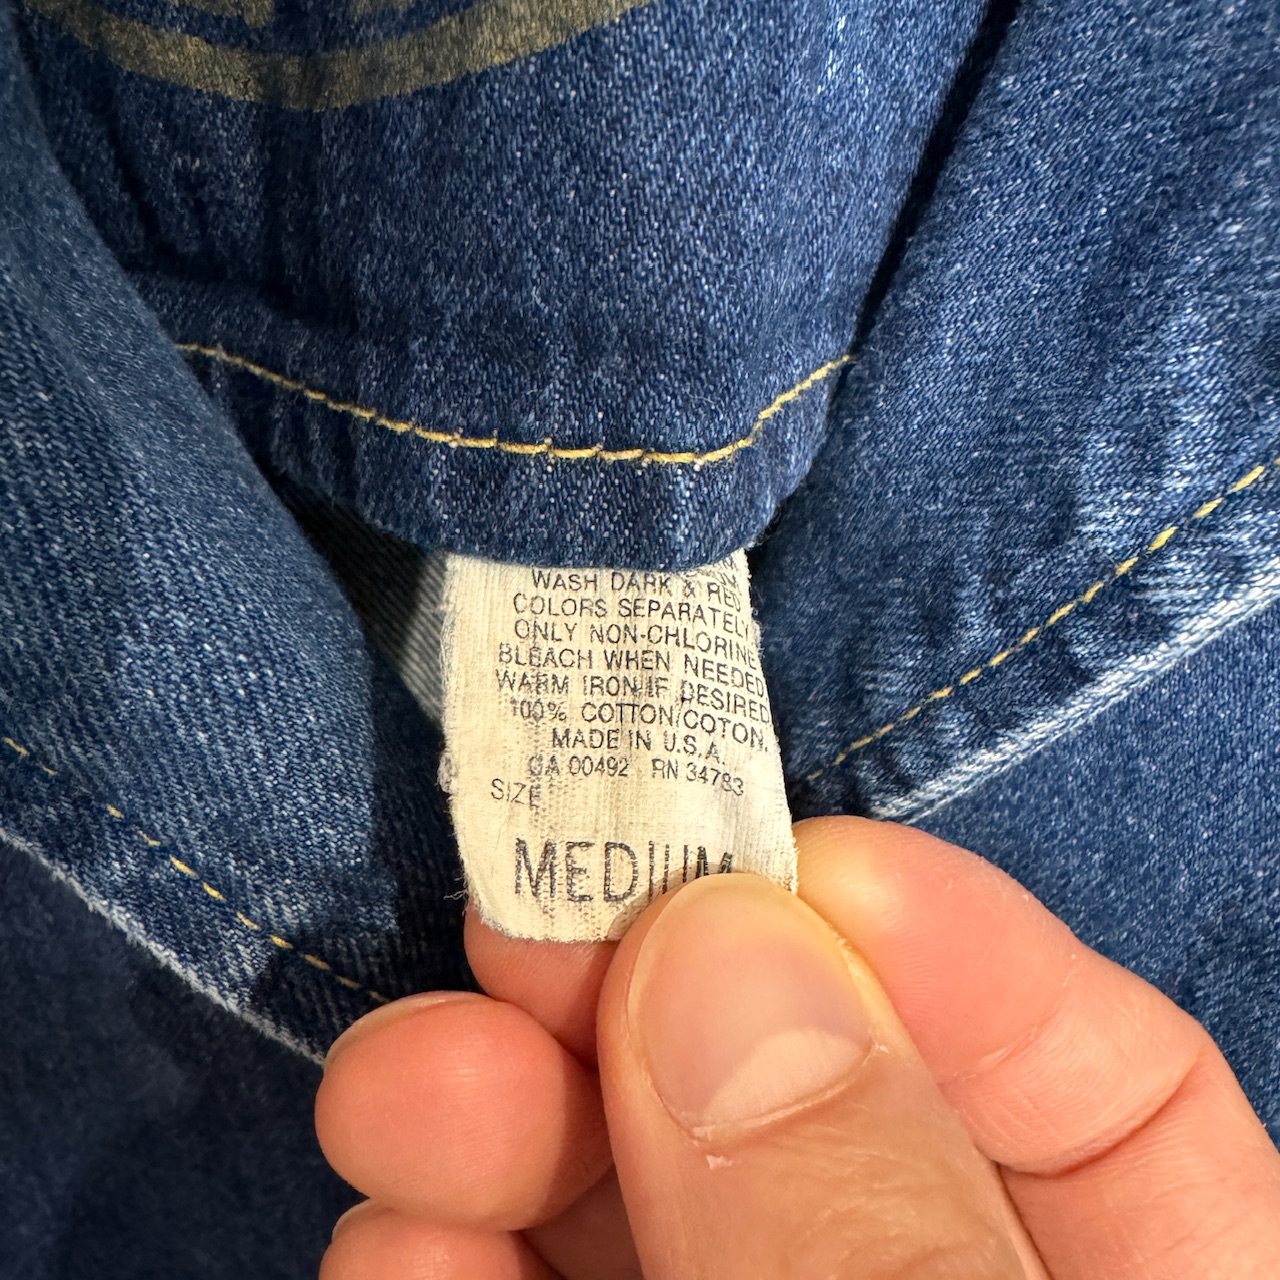 WASH DARK & RED
COLORS SEPARATELY
ONLY NON-CHLORINE
BLEACH WHEN NEEDED
WARM IRON IF DESIRED
100% COTTON/COTON.
MADE IN U.S.A.
CA 00492 RN 34783
SIZE
MEDIUM